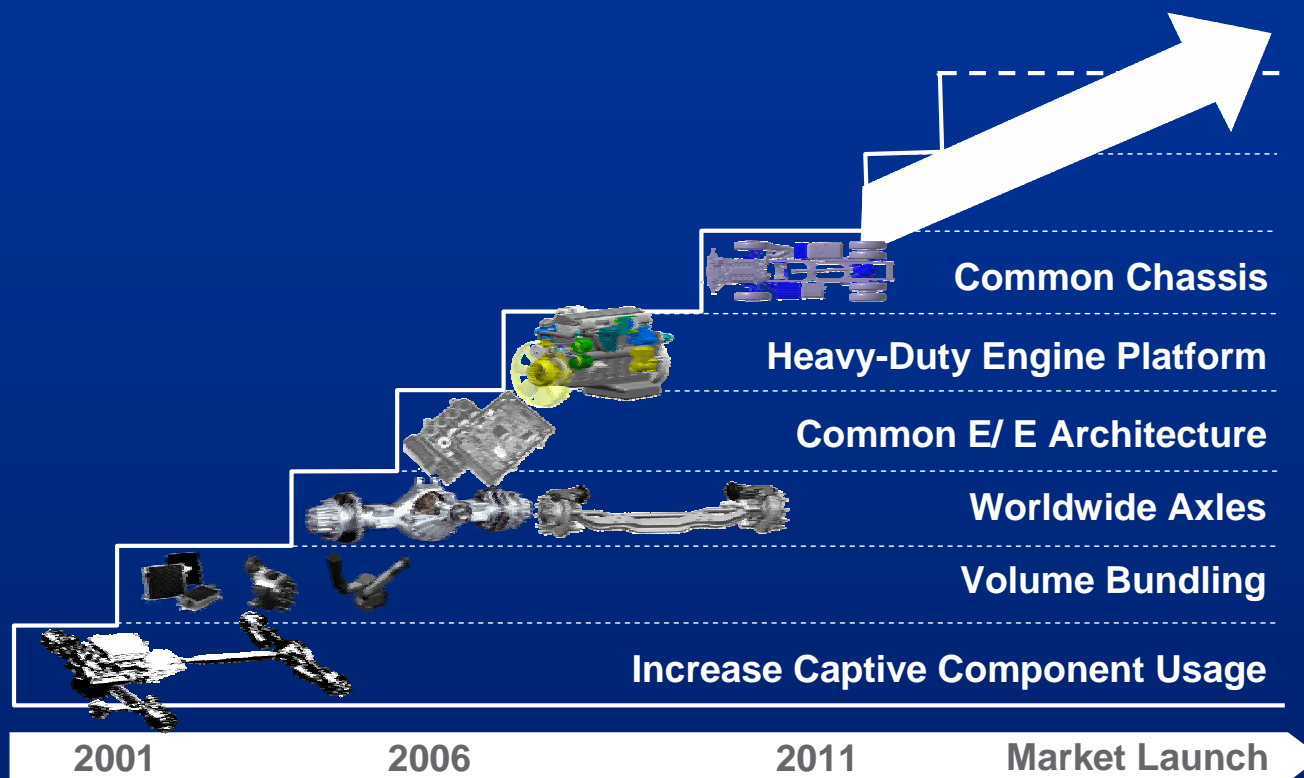 Common Chassis
Heavy-Duty Engine Platform
Common E/ E Architecture
Worldwide Axles
Volume Bundling
Increase Captive Component Usage
2001 2006 2011 Market Launch